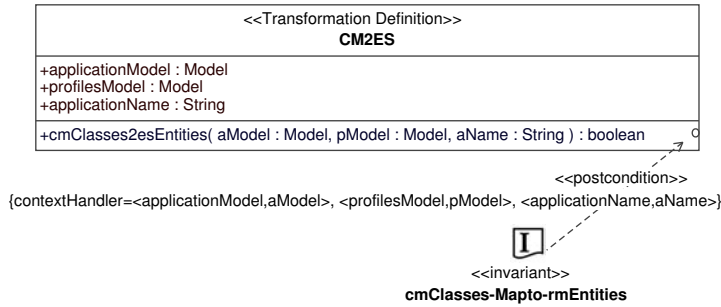 <<Transformation Definition>>
CM2ES
+applicationModel : Model
+profilesModel : Model
+applicationName : String
+cmClasses2esEntities( aModel : Model, pModel : Model, aName : String ) : boolean
<<postcondition>>
{contextHandler=<applicationModel,aModel>, <profilesModel,pModel>, <applicationName,aName>}
I
<<invariant>>
cmClasses-Mapto-rmEntities